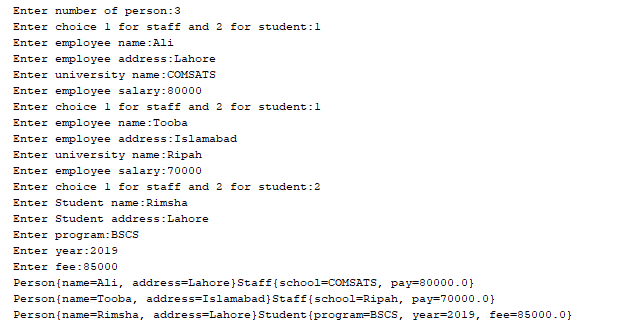 Enter number of person:3
Enter choice 1 for staff and 2 for student:1
Enter employee name:Ali
Enter employee address:Lahore
Enter university name:COMSATS
Enter employee salary:80000
Enter choice 1 for staff and 2 for student:1
Enter employee name:Tooba
Enter employee address:Islamabad
Enter university name:Ripah
Enter employee salary:70000
Enter choice 1 for staff and 2 for student:2
Enter Student name:Rimsha
Enter Student address:Lahore
Enter program:BSCS
Enter year:2019
Enter fee:85000
Person{name=Ali, address=Lahore}Staff{school=COMSATS, pay=80000.0}
Person{name=Tooba, address=Islamabad}Staff{school=Ripah, pay=70000.0}
Person{name=Rimsha, address=Lahore}Student{program=BSCS, year=2019, fee=85000.0}